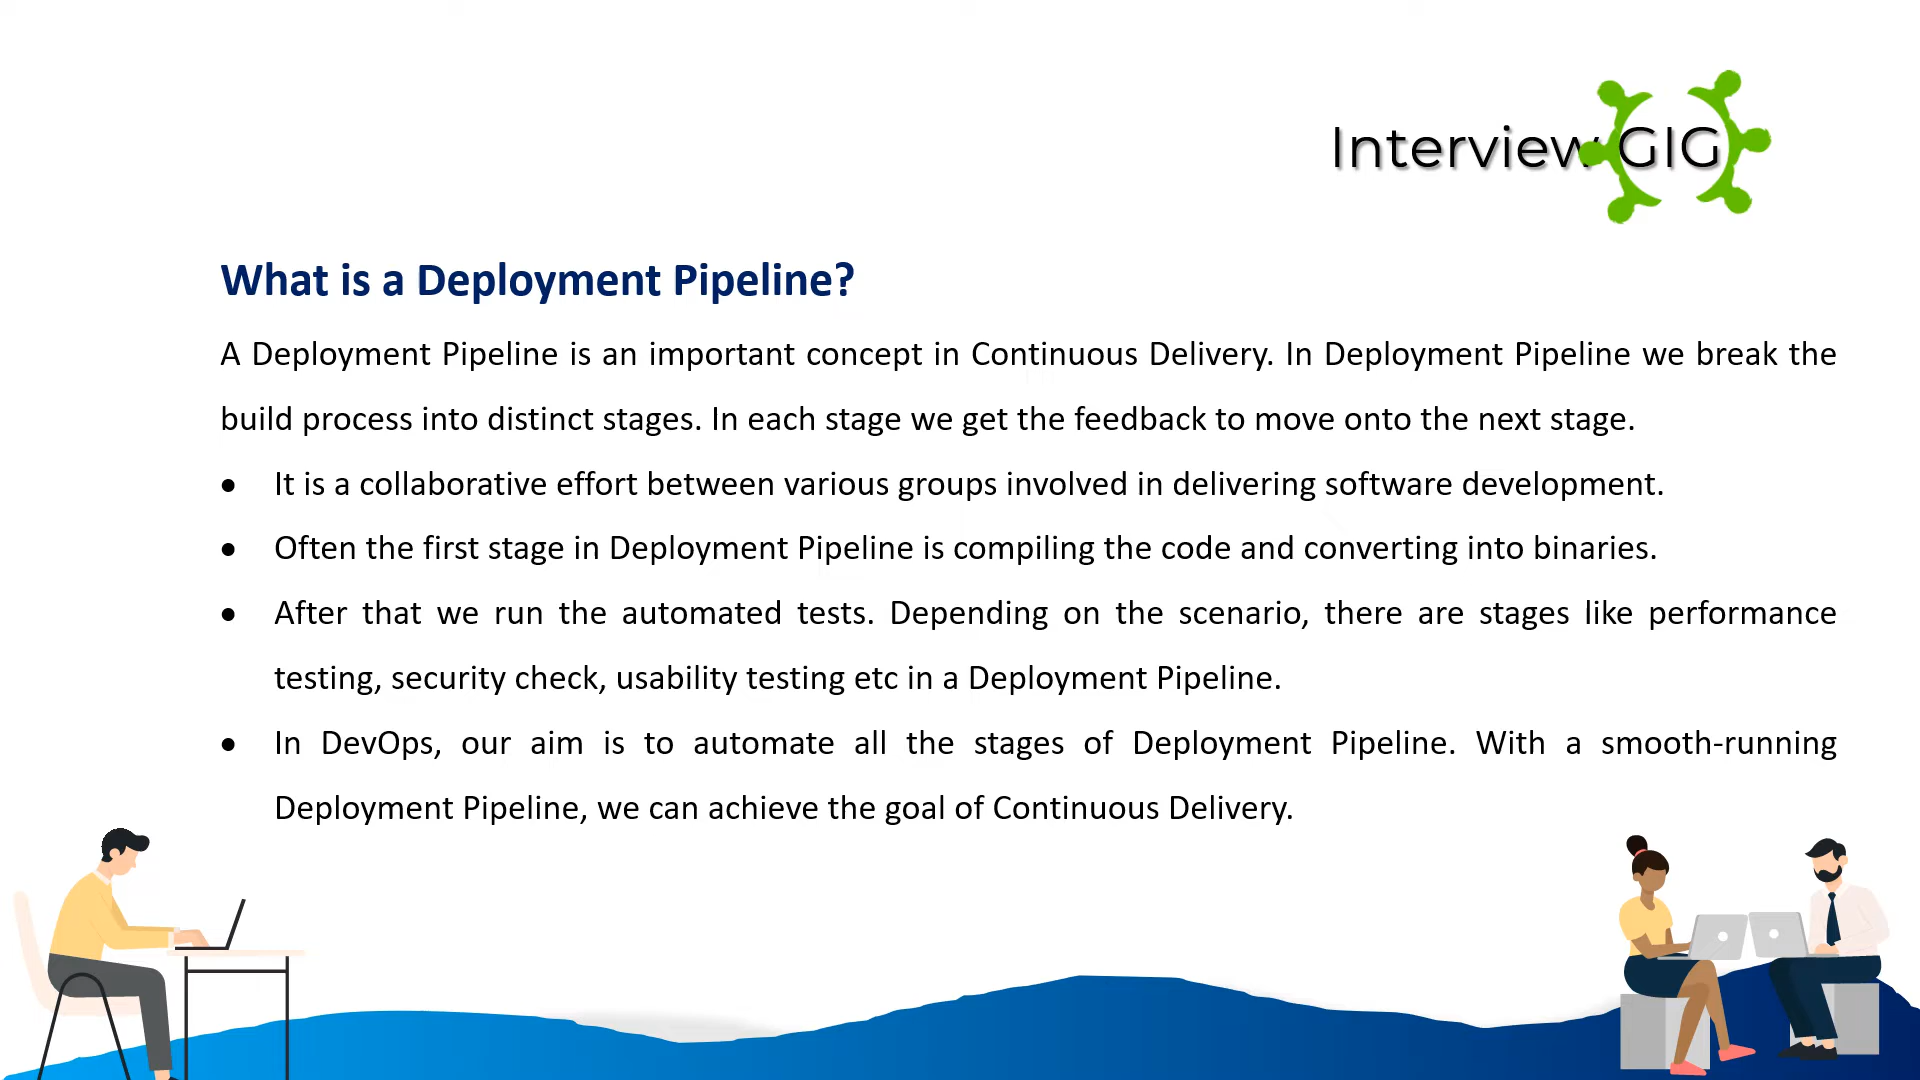 Interview GIG
What is a Deployment Pipeline?
A Deployment Pipeline is an important concept in Continuous Delivery. In Deployment Pipeline we break the
build process into distinct stages. In each stage we get the feedback to move onto the next stage.
• It is a collaborative effort between various groups involved in delivering software development.
• Often the first stage in Deployment Pipeline is compiling the code and converting into binaries.
• After that we run the automated tests. Depending on the scenario, there are stages like performance
testing, security check, usability testing etc in a Deployment Pipeline.
• In DevOps, our aim is to automate all the stages of Deployment Pipeline. With a smooth-running
Deployment Pipeline, we can achieve the goal of Continuous Delivery.